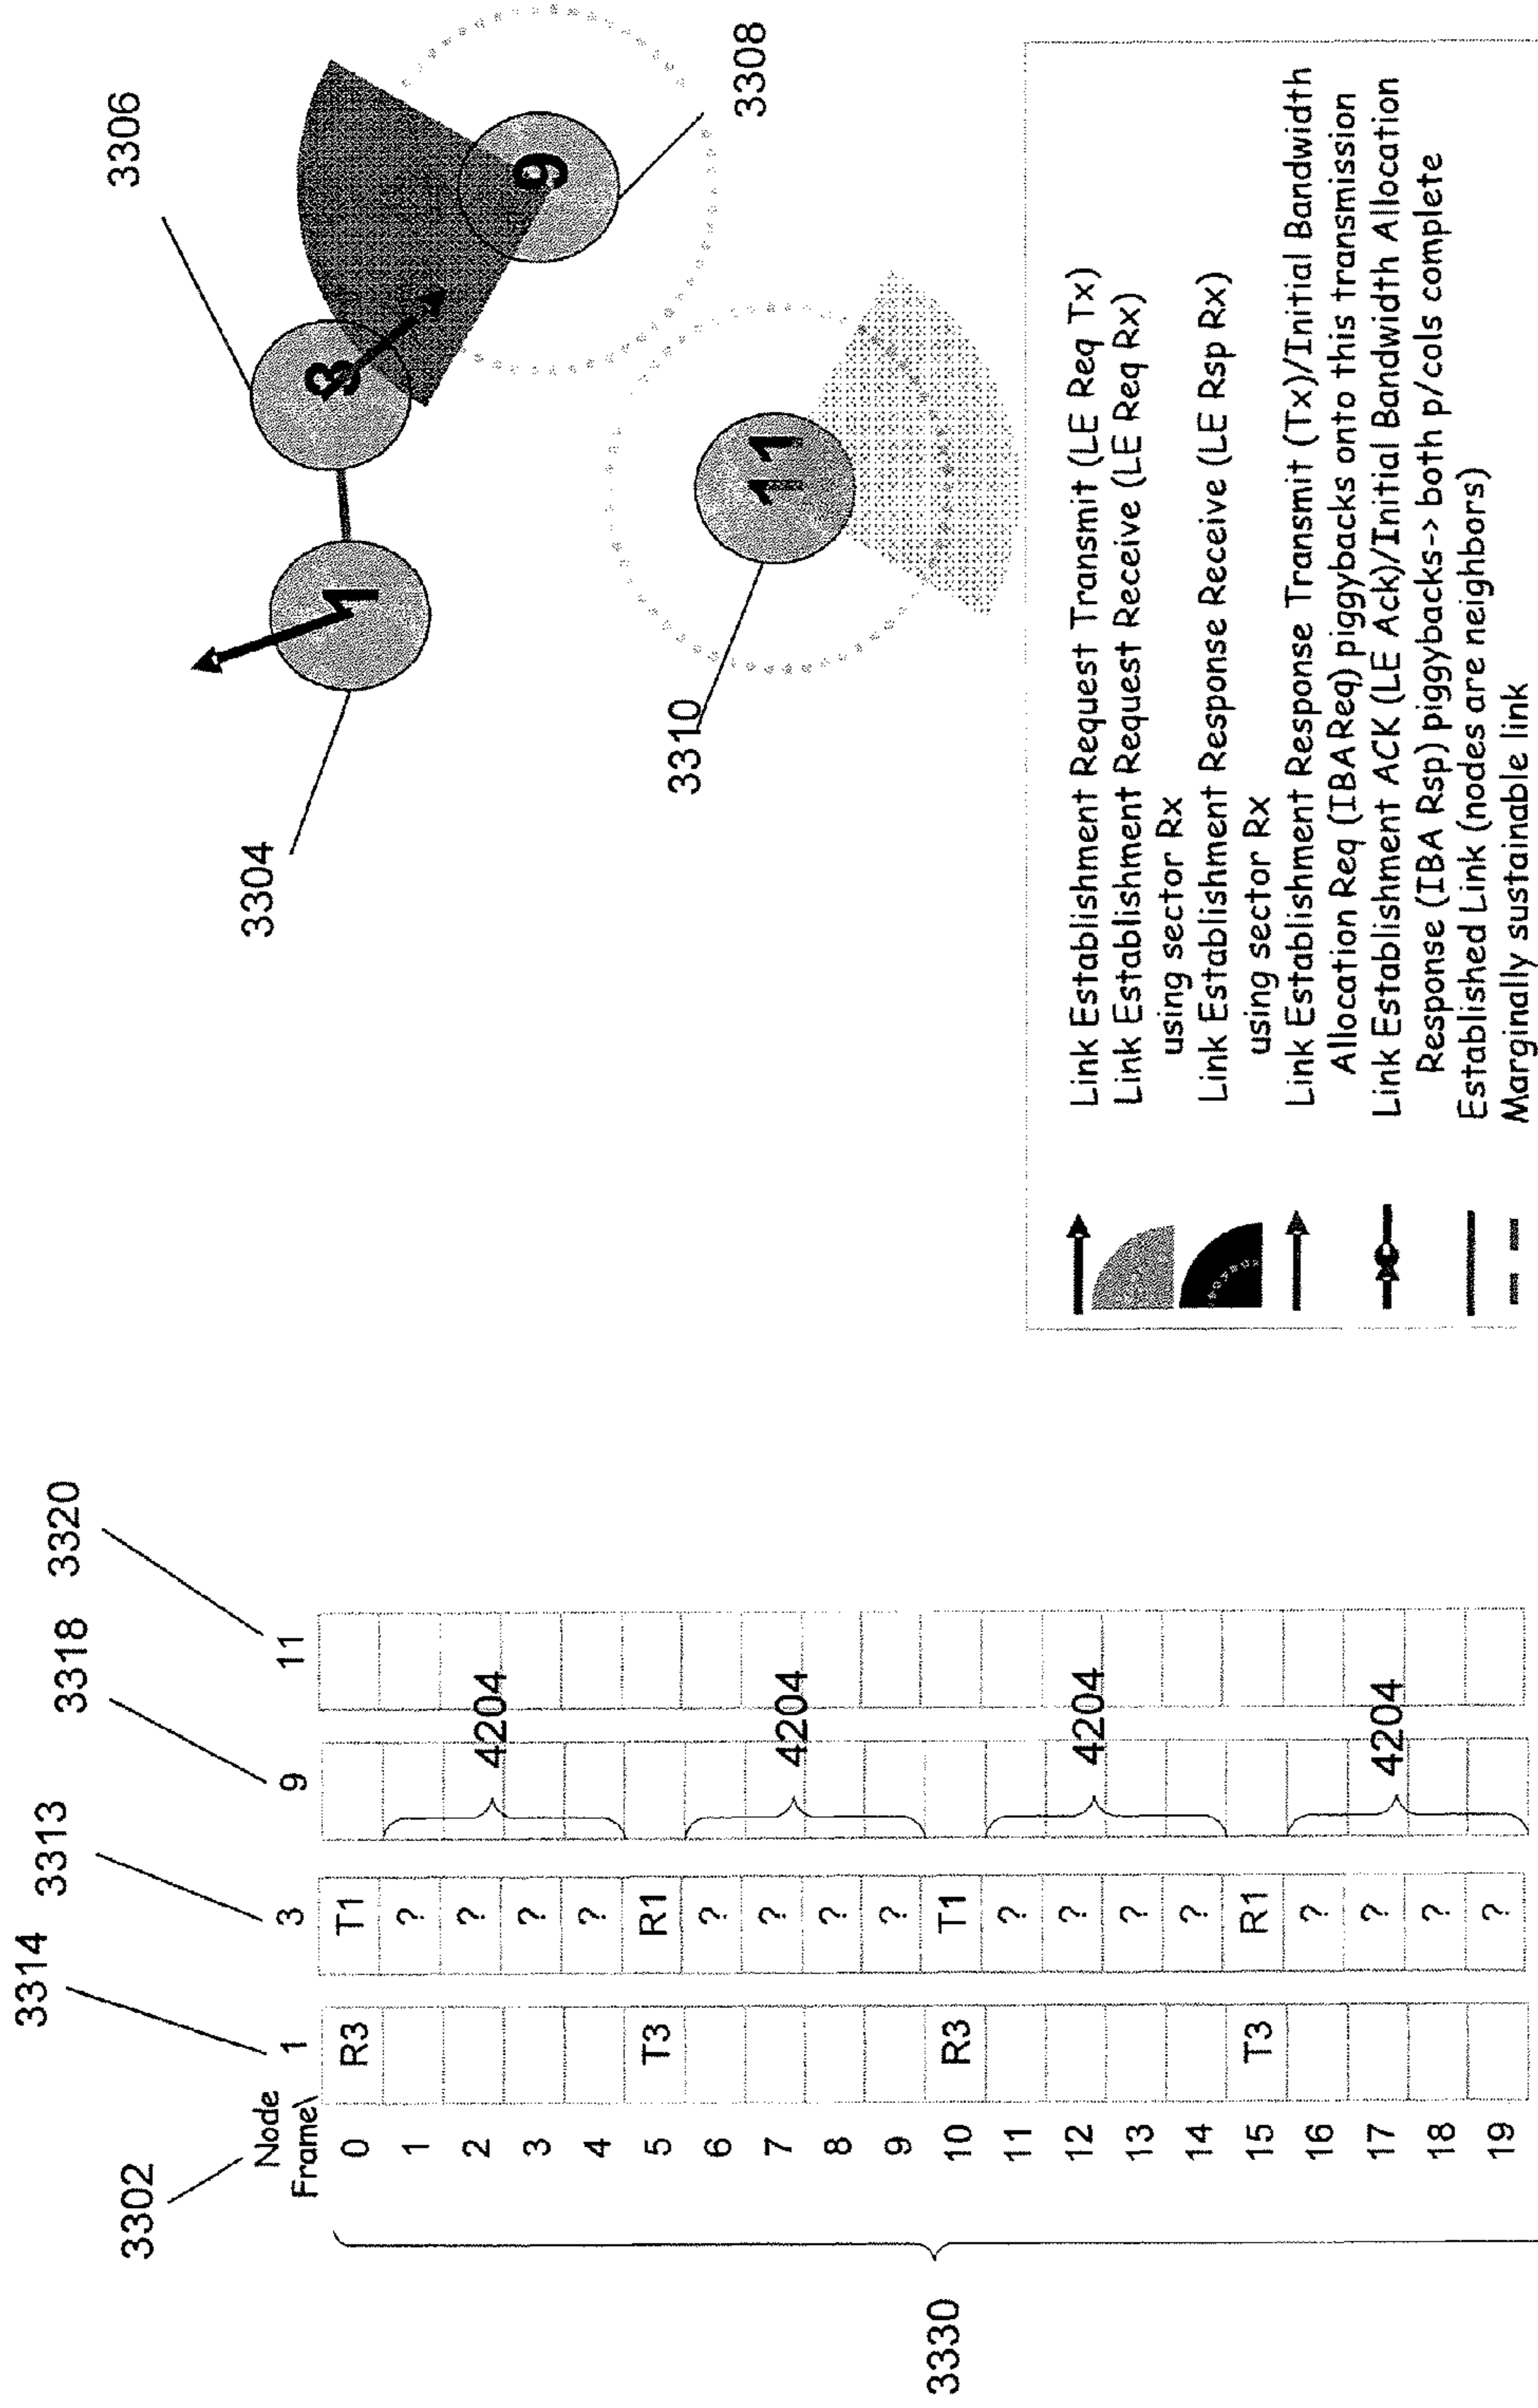 3302
3314
3313
3318
3320
Node
Frame\ 1 3 9 11
0 R3 T1
1 ?
2 ? 4204
3 ?
4 ?
5 T3 R1
6 ?
7 ? 4204
8 ?
9 ?
10 R3 T1
11 ?
12 ? 4204
13 ?
14 ?
15 T3 R1
16 ?
17 ? 4204
18 ?
19 ?
3330
3304
3306
3308
3310
1
3
9
11
Link Establishment Request Transmit (LE Req Tx)
Link Establishment Request Receive (LE Req Rx)
using sector Rx
Link Establishment Response Receive (LE Rsp Rx)
using sector Rx
Link Establishment Response Transmit (Tx)/Initial Bandwidth
Allocation Req (IBA Req) piggybacks onto this transmission
Link Establishment ACK (LE Ack)/Initial Bandwidth Allocation
Response (IBA Rsp) piggybacks-> both p/cols complete
Established Link (nodes are neighbors)
Marginally sustainable link